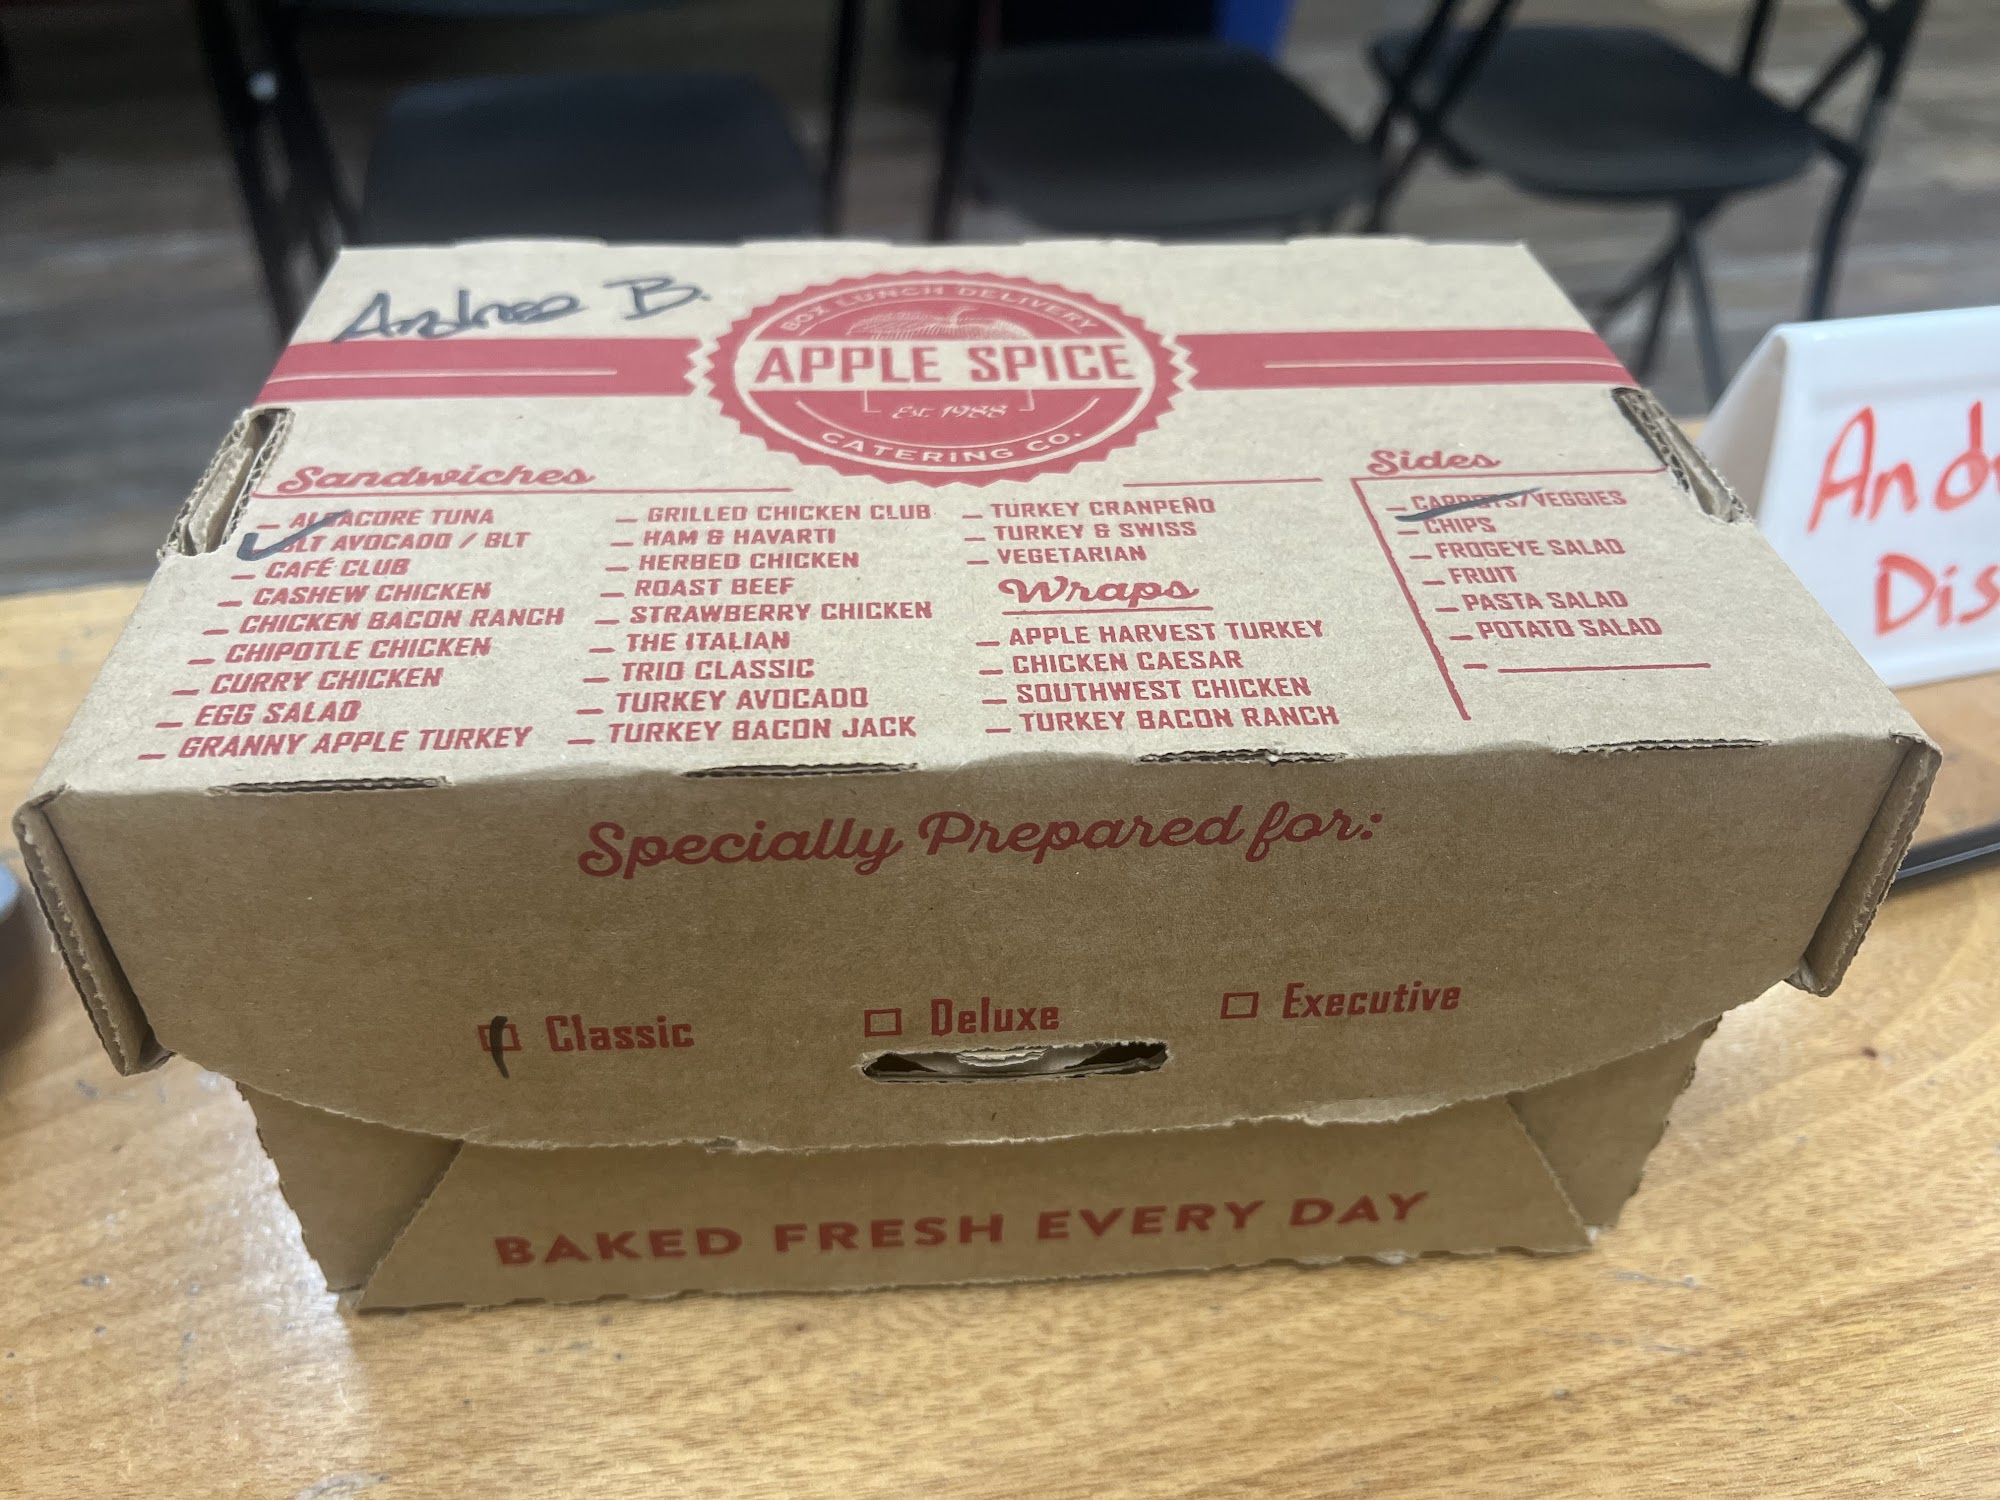 Andrea B.
BOX LUNCH DELIVERY
APPLE SPICE
Est. 1988
CATERING CO.
Sandwiches
ALBACORE TUNA
BLT AVOCADO / BLT
CAFÉ CLUB
CASHEW CHICKEN
CHICKEN BACON RANCH
CHIPOTLE CHICKEN
CURRY CHICKEN
EGG SALAD
GRANNY APPLE TURKEY
GRILLED CHICKEN CLUB
HAM & HAVARTI
HERBED CHICKEN
ROAST BEEF
STRAWBERRY CHICKEN
THE ITALIAN
TRIO CLASSIC
TURKEY AVOCADO
TURKEY BACON JACK
TURKEY CRANPEÑO
TURKEY & SWISS
VEGETARIAN
Wraps
APPLE HARVEST TURKEY
CHICKEN CAESAR
SOUTHWEST CHICKEN
TURKEY BACON RANCH
Sides
CARROTS/VEGGIES
CHIPS
FROGEYE SALAD
FRUIT
PASTA SALAD
POTATO SALAD
Specially Prepared for:
Classic
Deluxe
Executive
BAKED FRESH EVERY DAY
And
Dis